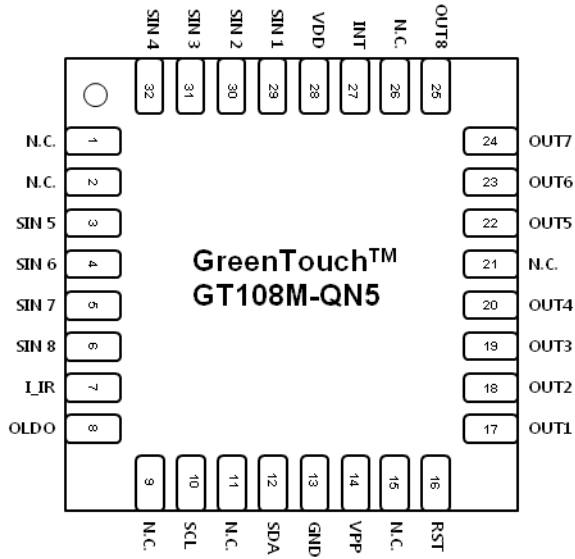 SIN 4
SIN 3
SIN 2
SIN 1
VDD
INT
N.C.
OUT8
32
31
30
29
28
27
26
25
N.C.
1
24
OUT7
N.C.
2
23
OUT6
SIN 5
3
22
OUT5
SIN 6
4
21
N.C.
SIN 7
5
20
OUT4
SIN 8
6
19
OUT3
I_IR
7
18
OUT2
OLDO
8
17
OUT1
GreenTouch™
GT108M-QN5
9
10
11
12
13
14
15
16
N.C.
SCL
N.C.
SDA
GND
VPP
N.C.
RST